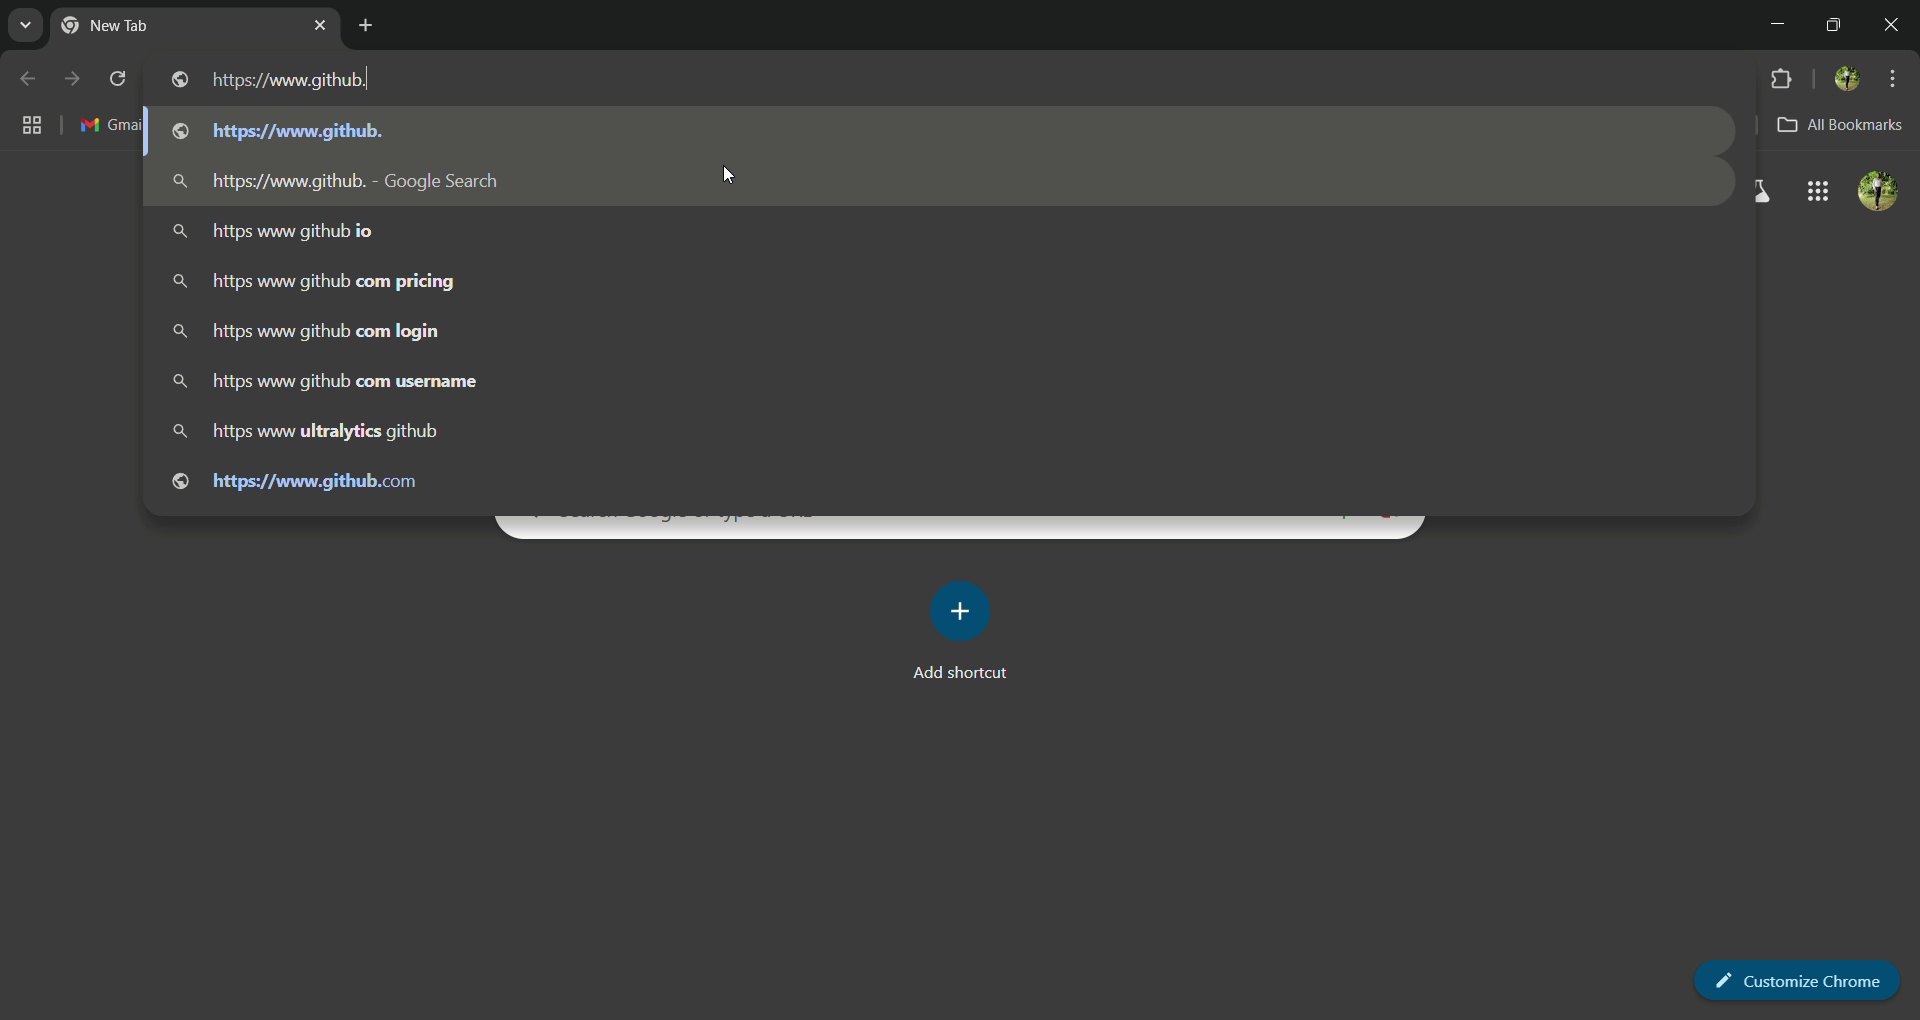 New Tab
https://www.github.
Gmai
https://www.github.
All Bookmarks
https://www.github. - Google Search
https www github io
https www github com pricing
https www github com login
https www github com username
https www ultralytics github
https://www.github.com
Add shortcut
Customize Chrome